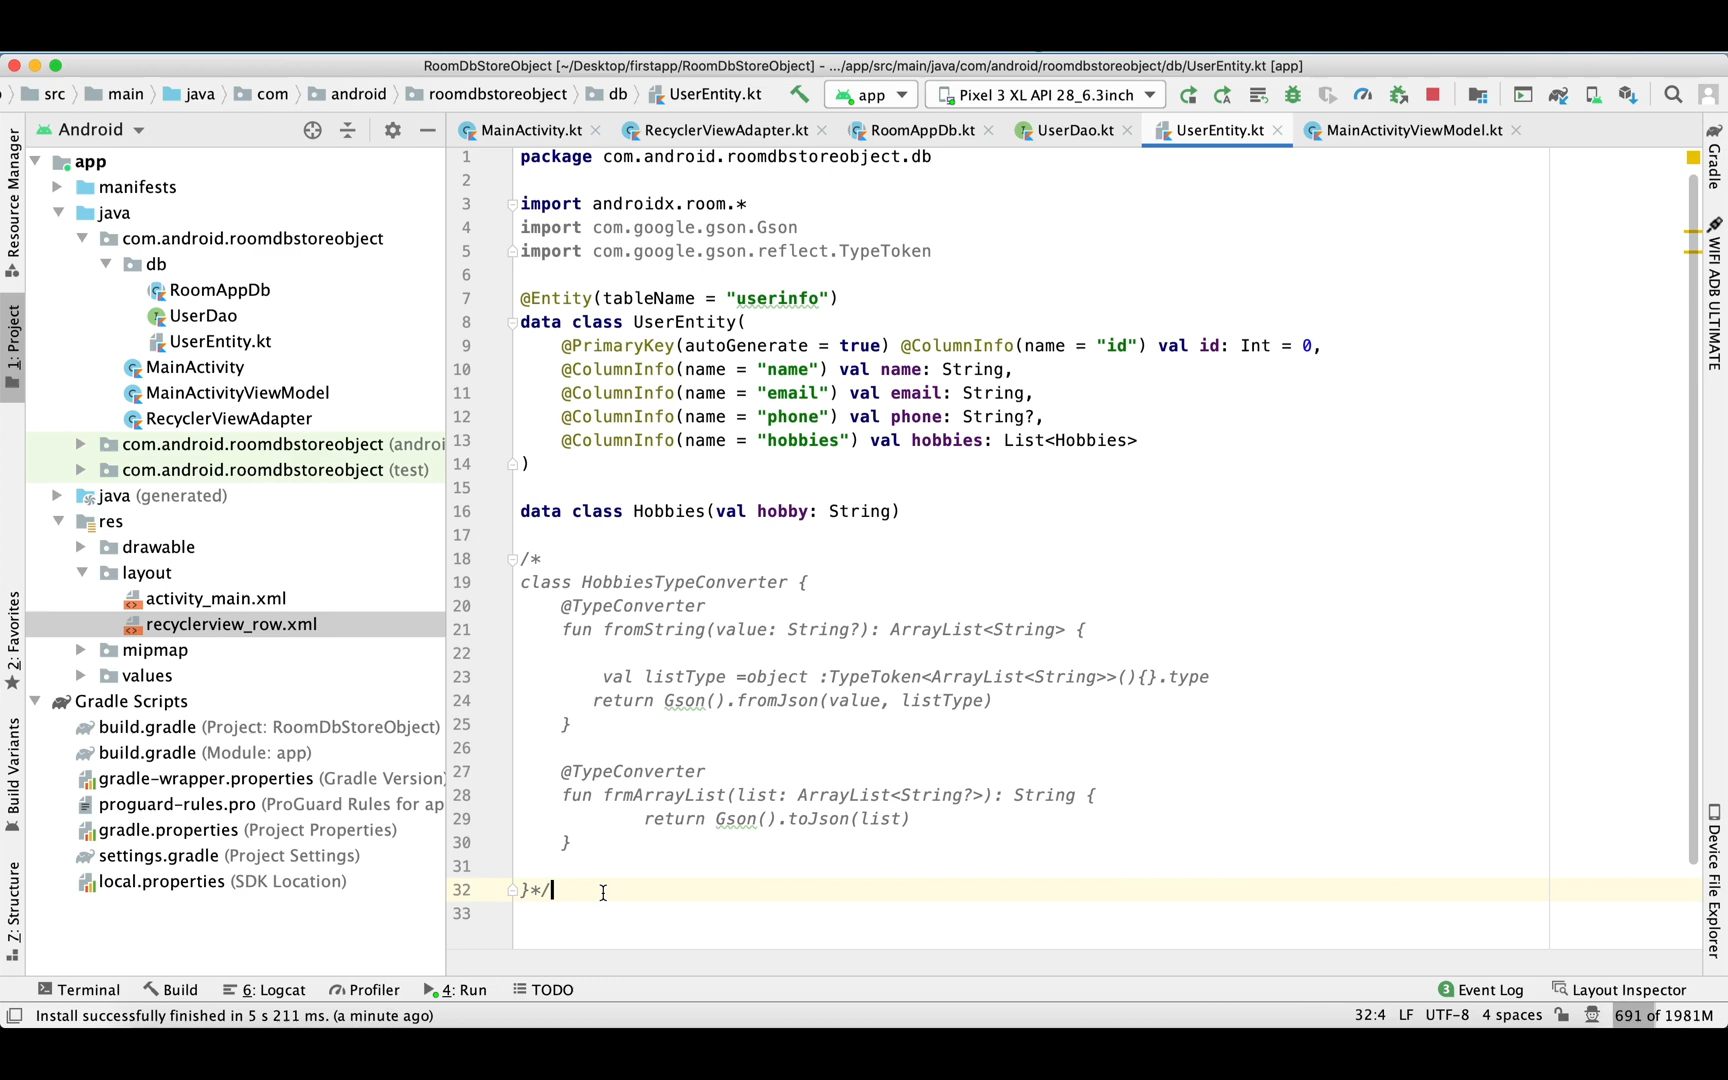 RoomDbStoreObject [~/Desktop/firstapp/RoomDbStoreObject] - .../app/src/main/java/com/android/roomdbstoreobject/db/UserEntity.kt [app]
src main java com android roomdbstoreobject db UserEntity.kt app Pixel 3 XL API 28_6.3inch
Android
MainActivity.kt RecyclerViewAdapter.kt RoomAppDb.kt UserDao.kt UserEntity.kt MainActivityViewModel.kt
Resource Manager
1: Project
2: Favorites
Build Variants
Z: Structure
app
manifests
java
com.android.roomdbstoreobject
db
RoomAppDb
UserDao
UserEntity.kt
MainActivity
MainActivityViewModel
RecyclerViewAdapter
com.android.roomdbstoreobject (androi
com.android.roomdbstoreobject (test)
java (generated)
res
drawable
layout
activity_main.xml
recyclerview_row.xml
mipmap
values
Gradle Scripts
build.gradle (Project: RoomDbStoreObject)
build.gradle (Module: app)
gradle-wrapper.properties (Gradle Version)
proguard-rules.pro (ProGuard Rules for ap
gradle.properties (Project Properties)
settings.gradle (Project Settings)
local.properties (SDK Location)
1 package com.android.roomdbstoreobject.db
2
3 import androidx.room.*
4 import com.google.gson.Gson
5 import com.google.gson.reflect.TypeToken
6
7 @Entity(tableName = "userinfo")
8 data class UserEntity(
9 @PrimaryKey(autoGenerate = true) @ColumnInfo(name = "id") val id: Int = 0,
10 @ColumnInfo(name = "name") val name: String,
11 @ColumnInfo(name = "email") val email: String,
12 @ColumnInfo(name = "phone") val phone: String?,
13 @ColumnInfo(name = "hobbies") val hobbies: List<Hobbies>
14 )
15
16 data class Hobbies(val hobby: String)
17
18 /*
19 class HobbiesTypeConverter {
20 @TypeConverter
21 fun fromString(value: String?): ArrayList<String> {
22
23 val listType =object :TypeToken<ArrayList<String>>(){}.type
24 return Gson().fromJson(value, listType)
25 }
26
27 @TypeConverter
28 fun frmArrayList(list: ArrayList<String?>): String {
29 return Gson().toJson(list)
30 }
31
32 }*/
33
Gradle
WIFI ADB ULTIMATE
Device File Explorer
Terminal Build 6: Logcat Profiler 4: Run TODO 3 Event Log Layout Inspector
Install successfully finished in 5 s 211 ms. (a minute ago) 32:4 LF UTF-8 4 spaces 691 of 1981M